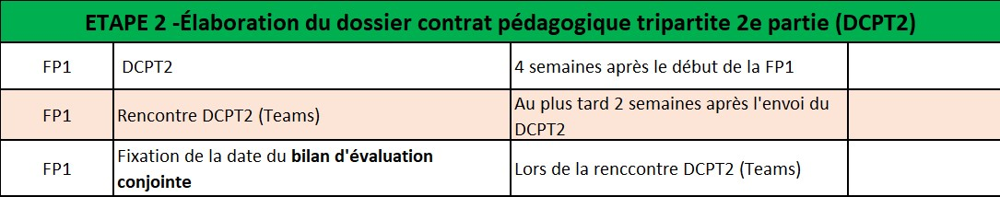 ETAPE 2 -Élaboration du dossier contrat pédagogique tripartite 2e partie (DCPT2)
FP1 DCPT2 4 semaines après le début de la FP1
FP1 Rencontre DCPT2 (Teams) Au plus tard 2 semaines après l'envoi du
DCPT2
FP1 Fixation de la date du bilan d'évaluation
conjointe Lors de la renccontre DCPT2 (Teams)